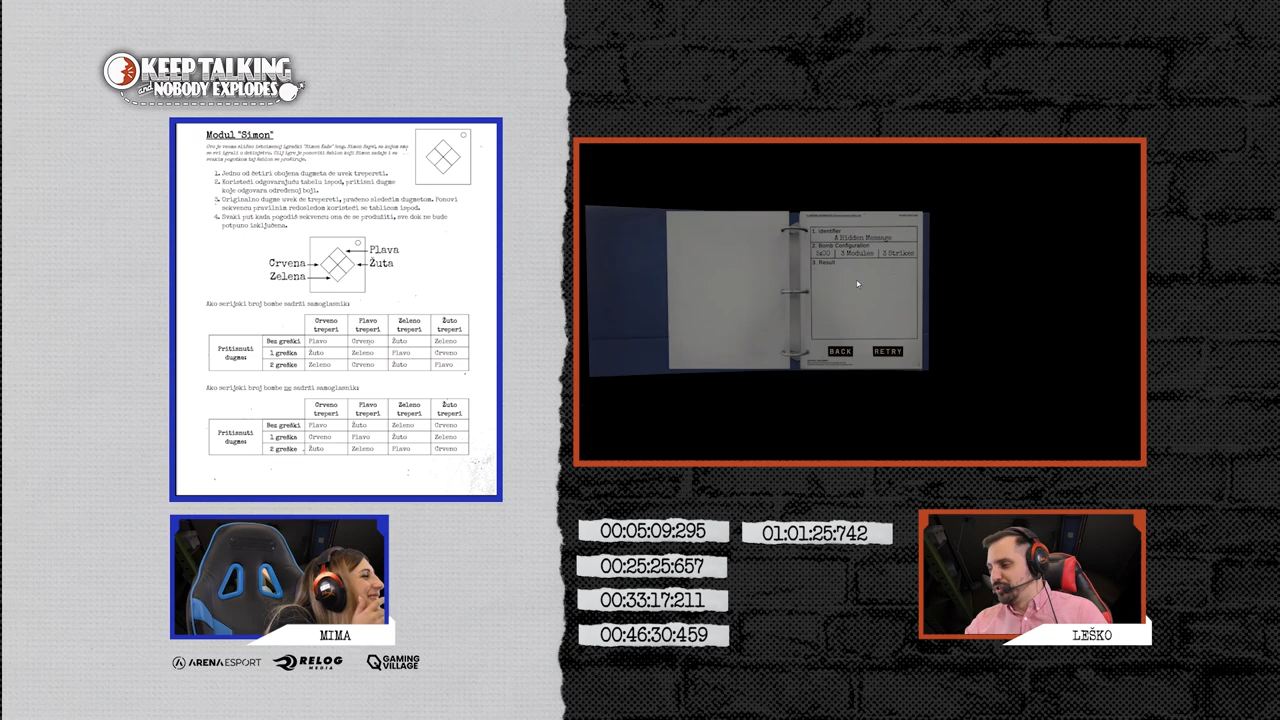 KEEP TALKING
and NOBODY EXPLODES
Modul "Simon"
1. Jedno od četiri obojena dugmeta će uvek trepereti.
2. Koristeći odgovarajuću tabelu ispod, pritisni dugme
koje odgovara određenoj boji.
3. Originalno dugme uvek će trepereti, praćeno sledećim dugmetom. Ponovi
sekvencu pravilnim redosledom koristeći se tablicom ispod.
4. Svaki put kada pogodiš sekvencu ona će se produžiti, sve dok ne bude
potpuno isključena.
Plava
Crvena
Žuta
Zelena
Ako serijski broj bombe sadrži samoglasnik:
Crveno treperi Plavo treperi Zeleno treperi Žuto treperi
Pritisnuti dugme:
Bez greški Plavo Crveno Žuto Zeleno
1 greška Žuto Zeleno Plavo Crveno
2 greške Zeleno Crveno Žuto Plavo
Ako serijski broj bombe ne sadrži samoglasnik:
Crveno treperi Plavo treperi Zeleno treperi Žuto treperi
Pritisnuti dugme:
Bez greški Plavo Žuto Zeleno Crveno
1 greška Crveno Plavo Žuto Zeleno
2 greške Žuto Zeleno Plavo Crveno
1. Identifier
A Hidden Message
2. Bomb Configuration
5:00 3 Modules 3 Strikes
3. Result
BACK RETRY
00:05:09:295 01:01:25:742
00:25:25:657
00:33:17:211
00:46:30:459
MIMA
LEŠKO
ARENA ESPORT RELOG MEDIA GAMING VILLAGE